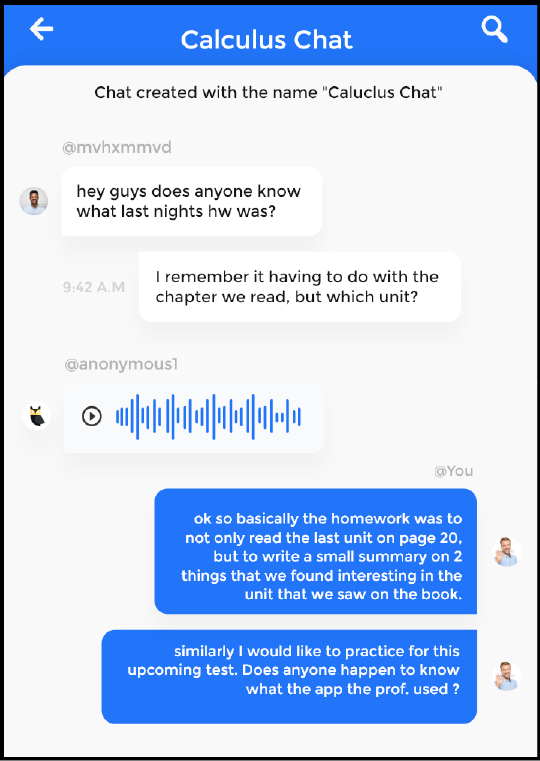 Calculus Chat
Chat created with the name "Caluclus Chat"
@mvhxmmvd
hey guys does anyone know
what last nights hw was?
9:42 A.M
I remember it having to do with the
chapter we read, but which unit?
@anonymous1
@You
ok so basically the homework was to
not only read the last unit on page 20,
but to write a small summary on 2
things that we found interesting in the
unit that we saw on the book.
similarly I would like to practice for this
upcoming test. Does anyone happen to know
what the app the prof. used ?